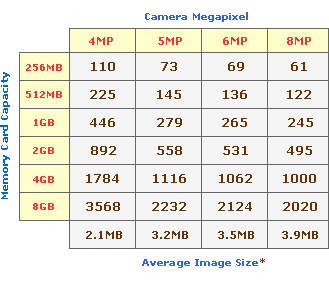 Camera Megapixel
4MP 5MP 6MP 8MP
Memory Card Capacity
256MB 110 73 69 61
512MB 225 145 136 122
1GB 446 279 265 245
2GB 892 558 531 495
4GB 1784 1116 1062 1000
8GB 3568 2232 2124 2020
2.1MB 3.2MB 3.5MB 3.9MB
Average Image Size*